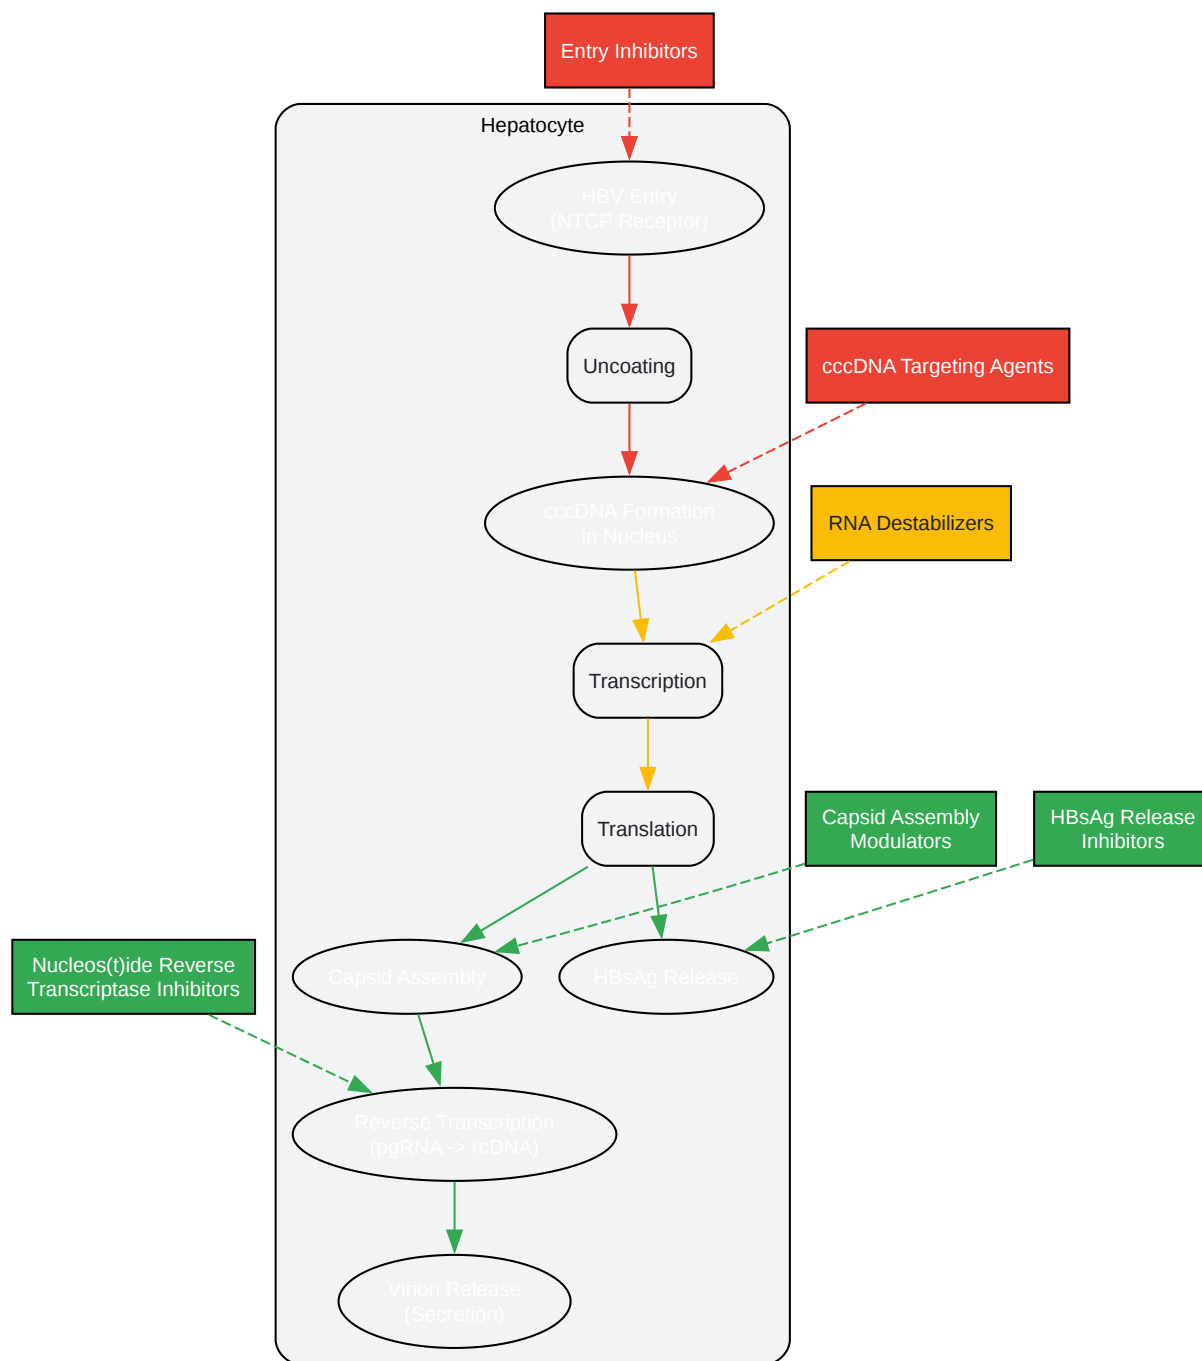 Entry Inhibitors
Hepatocyte
HBV Entry
(NTCP Receptor)
Uncoating
cccDNA Targeting Agents
cccDNA Formation
in Nucleus
RNA Destabilizers
Transcription
Translation
Capsid Assembly
Modulators
HBsAg Release
Inhibitors
Nucleos(t)ide Reverse
Transcriptase Inhibitors
Capsid Assembly
HBsAg Release
Reverse Transcription
(pgRNA -> rcDNA)
Virion Release
(Secretion)